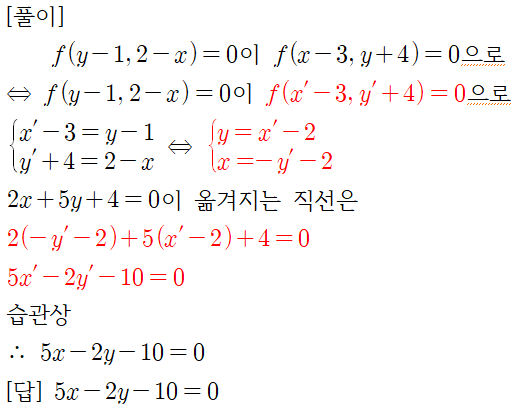 [풀이]
f(y−1, 2−x)=0이 f(x−3, y+4)=0으로
⇔ f(y−1, 2−x)=0이 f(x′−3, y′+4)=0으로
{x′−3=y−1 ⇔ {y=x′−2
y′+4=2−x x=−y′−2
2x+5y+4=0이 옮겨지는 직선은
2(−y′−2)+5(x′−2)+4=0
5x′−2y′−10=0
습관상
∴ 5x−2y−10=0
[답] 5x−2y−10=0